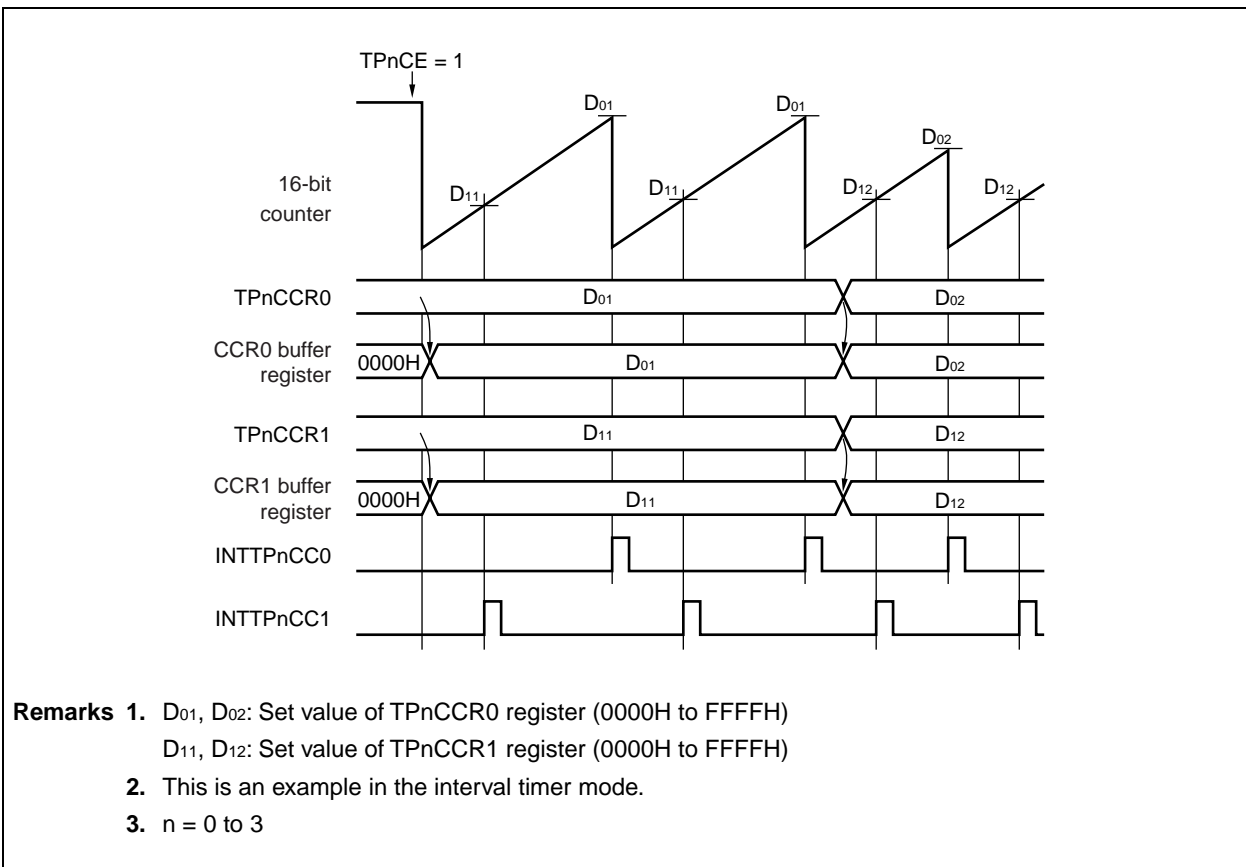 TPnCE = 1
D01 D01
D02
16-bit
counter
D11 D11 D12 D12
TPnCCR0 D01 D02
CCR0 buffer
register
0000H D01 D02
TPnCCR1 D11 D12
CCR1 buffer
register
0000H D11 D12
INTTPnCC0
INTTPnCC1
Remarks 1. D01, D02: Set value of TPnCCR0 register (0000H to FFFFH)
D11, D12: Set value of TPnCCR1 register (0000H to FFFFH)
2. This is an example in the interval timer mode.
3. n = 0 to 3